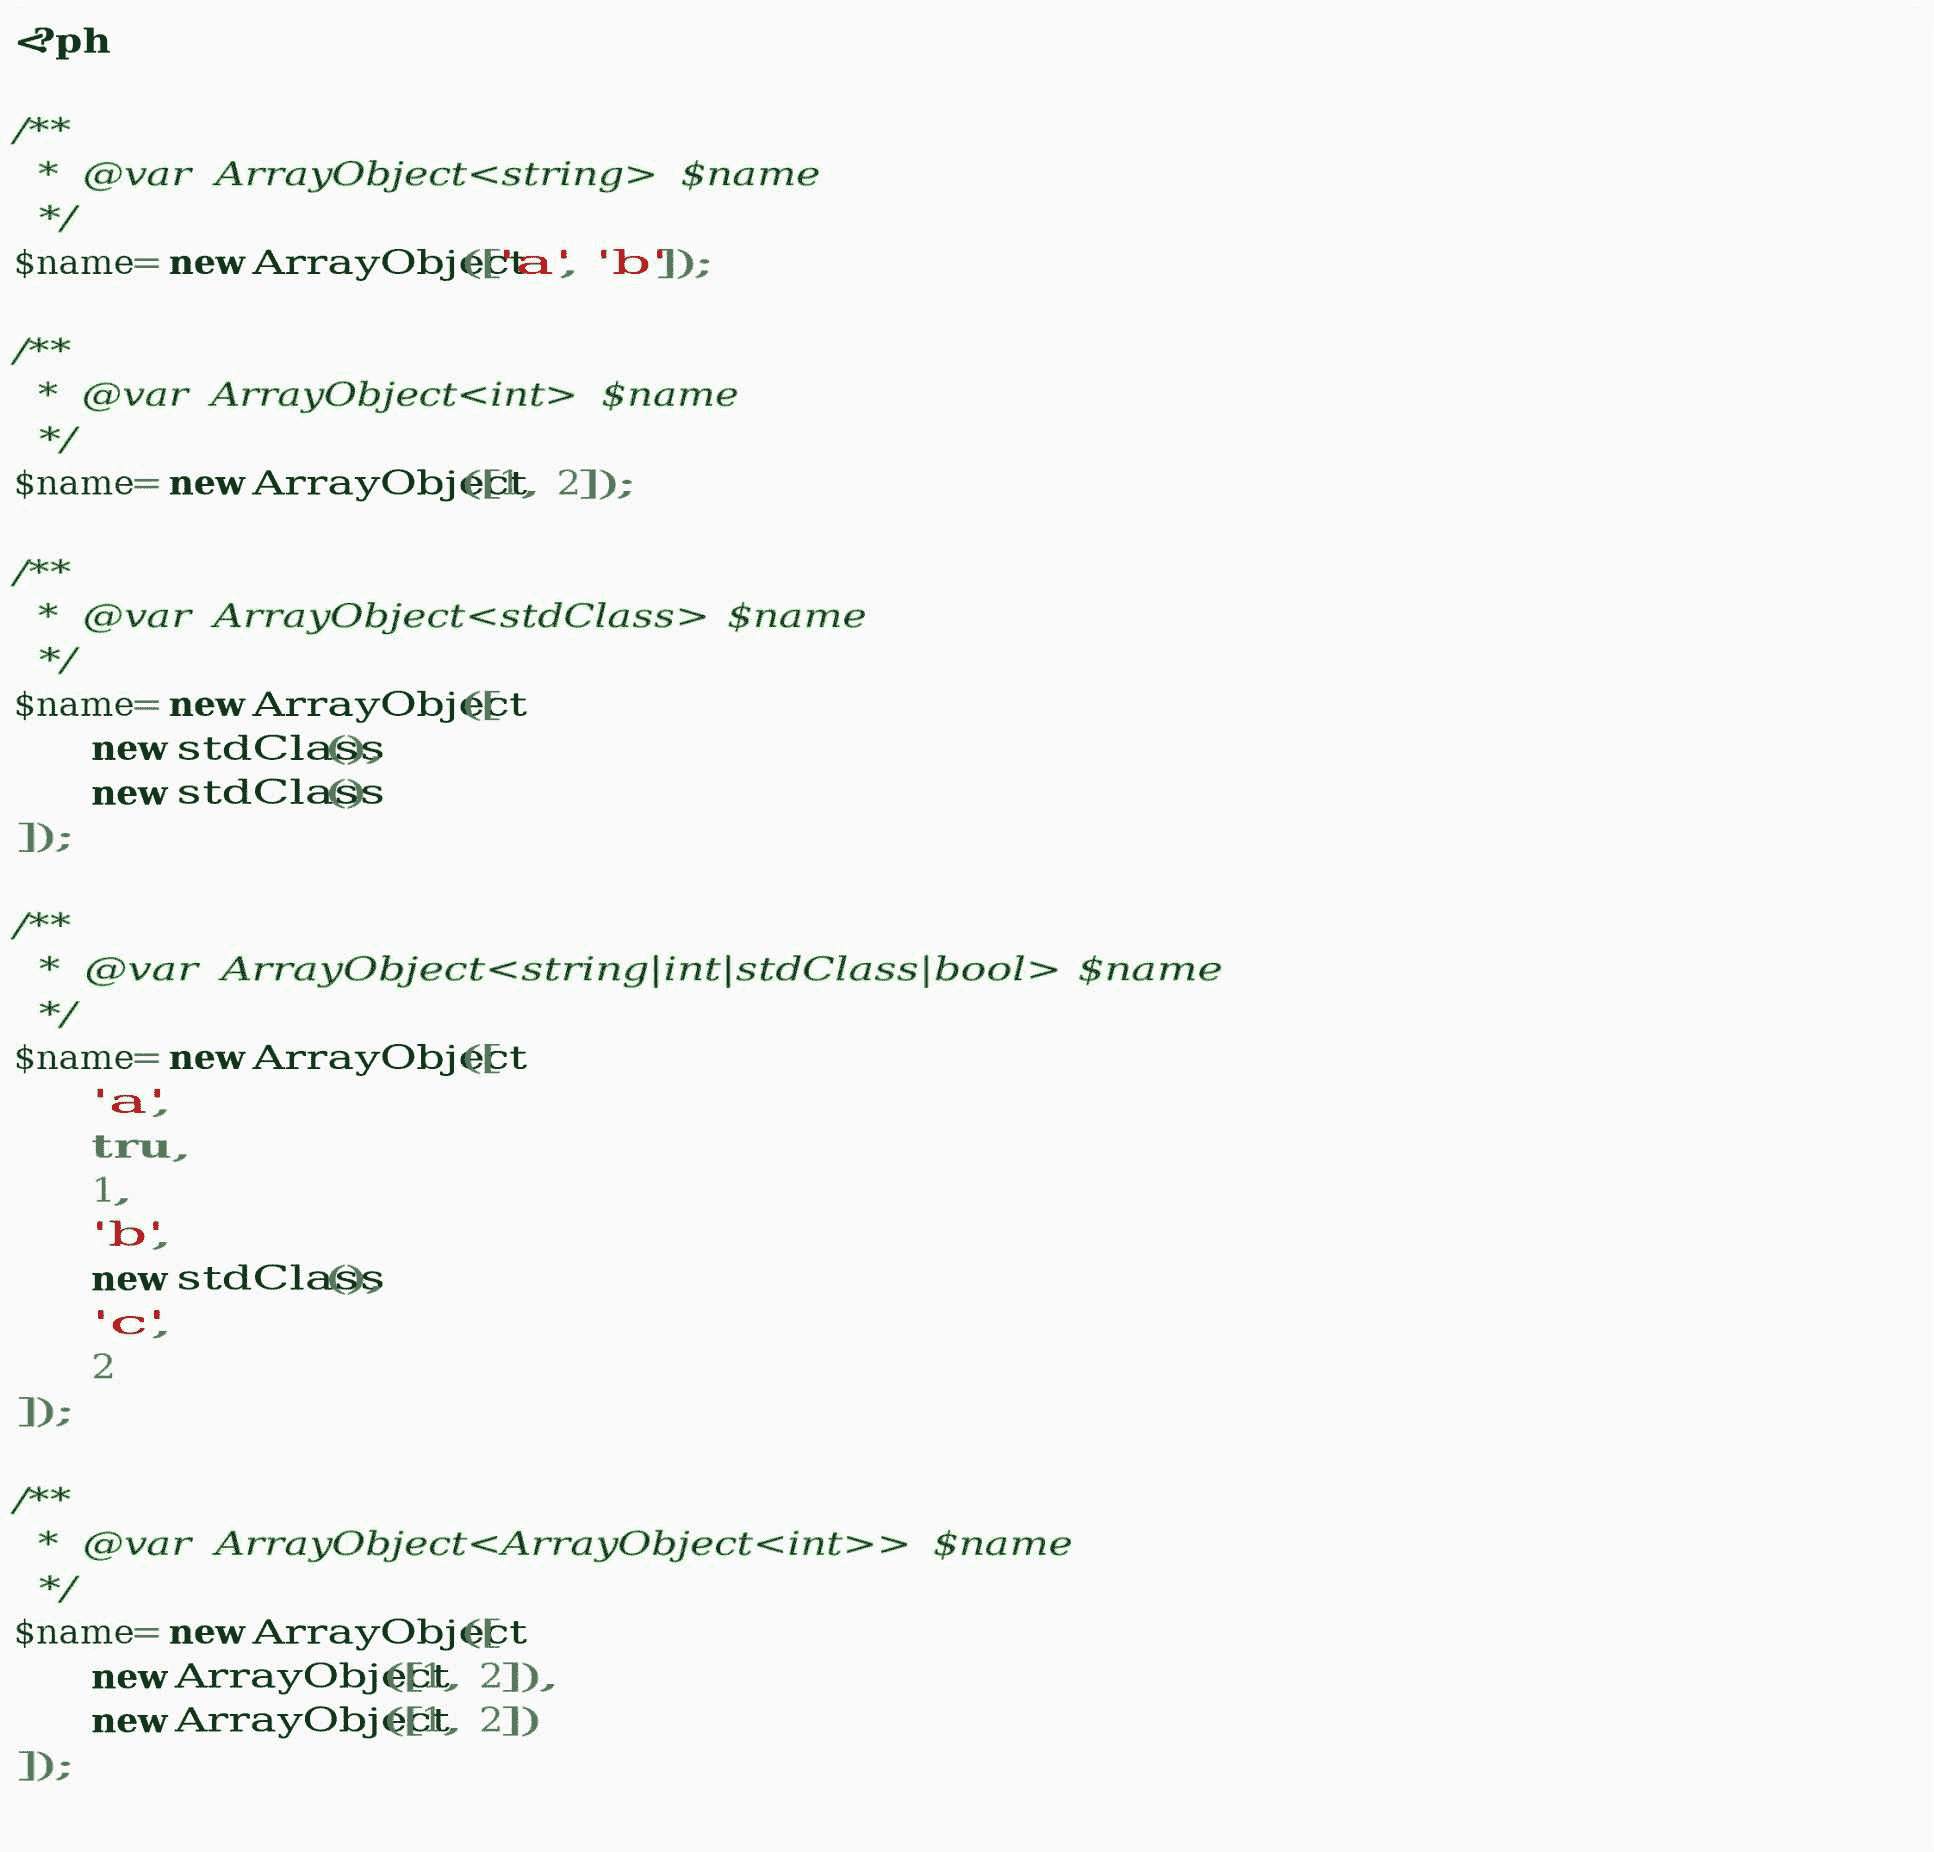 <?ph
/**
 * @var ArrayObject<string> $name
 */
$name= new ArrayObject(['a', 'b']);
/**
 * @var ArrayObject<int> $name
 */
$name= new ArrayObject([1, 2]);
/**
 * @var ArrayObject<stdClass> $name
 */
$name= new ArrayObject([
    new stdClass(),
    new stdClass()
]);
/**
 * @var ArrayObject<string|int|stdClass|bool> $name
 */
$name= new ArrayObject([
    'a',
    tru,
    1,
    'b',
    new stdClass(),
    'c',
    2
]);
/**
 * @var ArrayObject<ArrayObject<int>> $name
 */
$name= new ArrayObject([
    new ArrayObject([1, 2]),
    new ArrayObject([1, 2])
]);